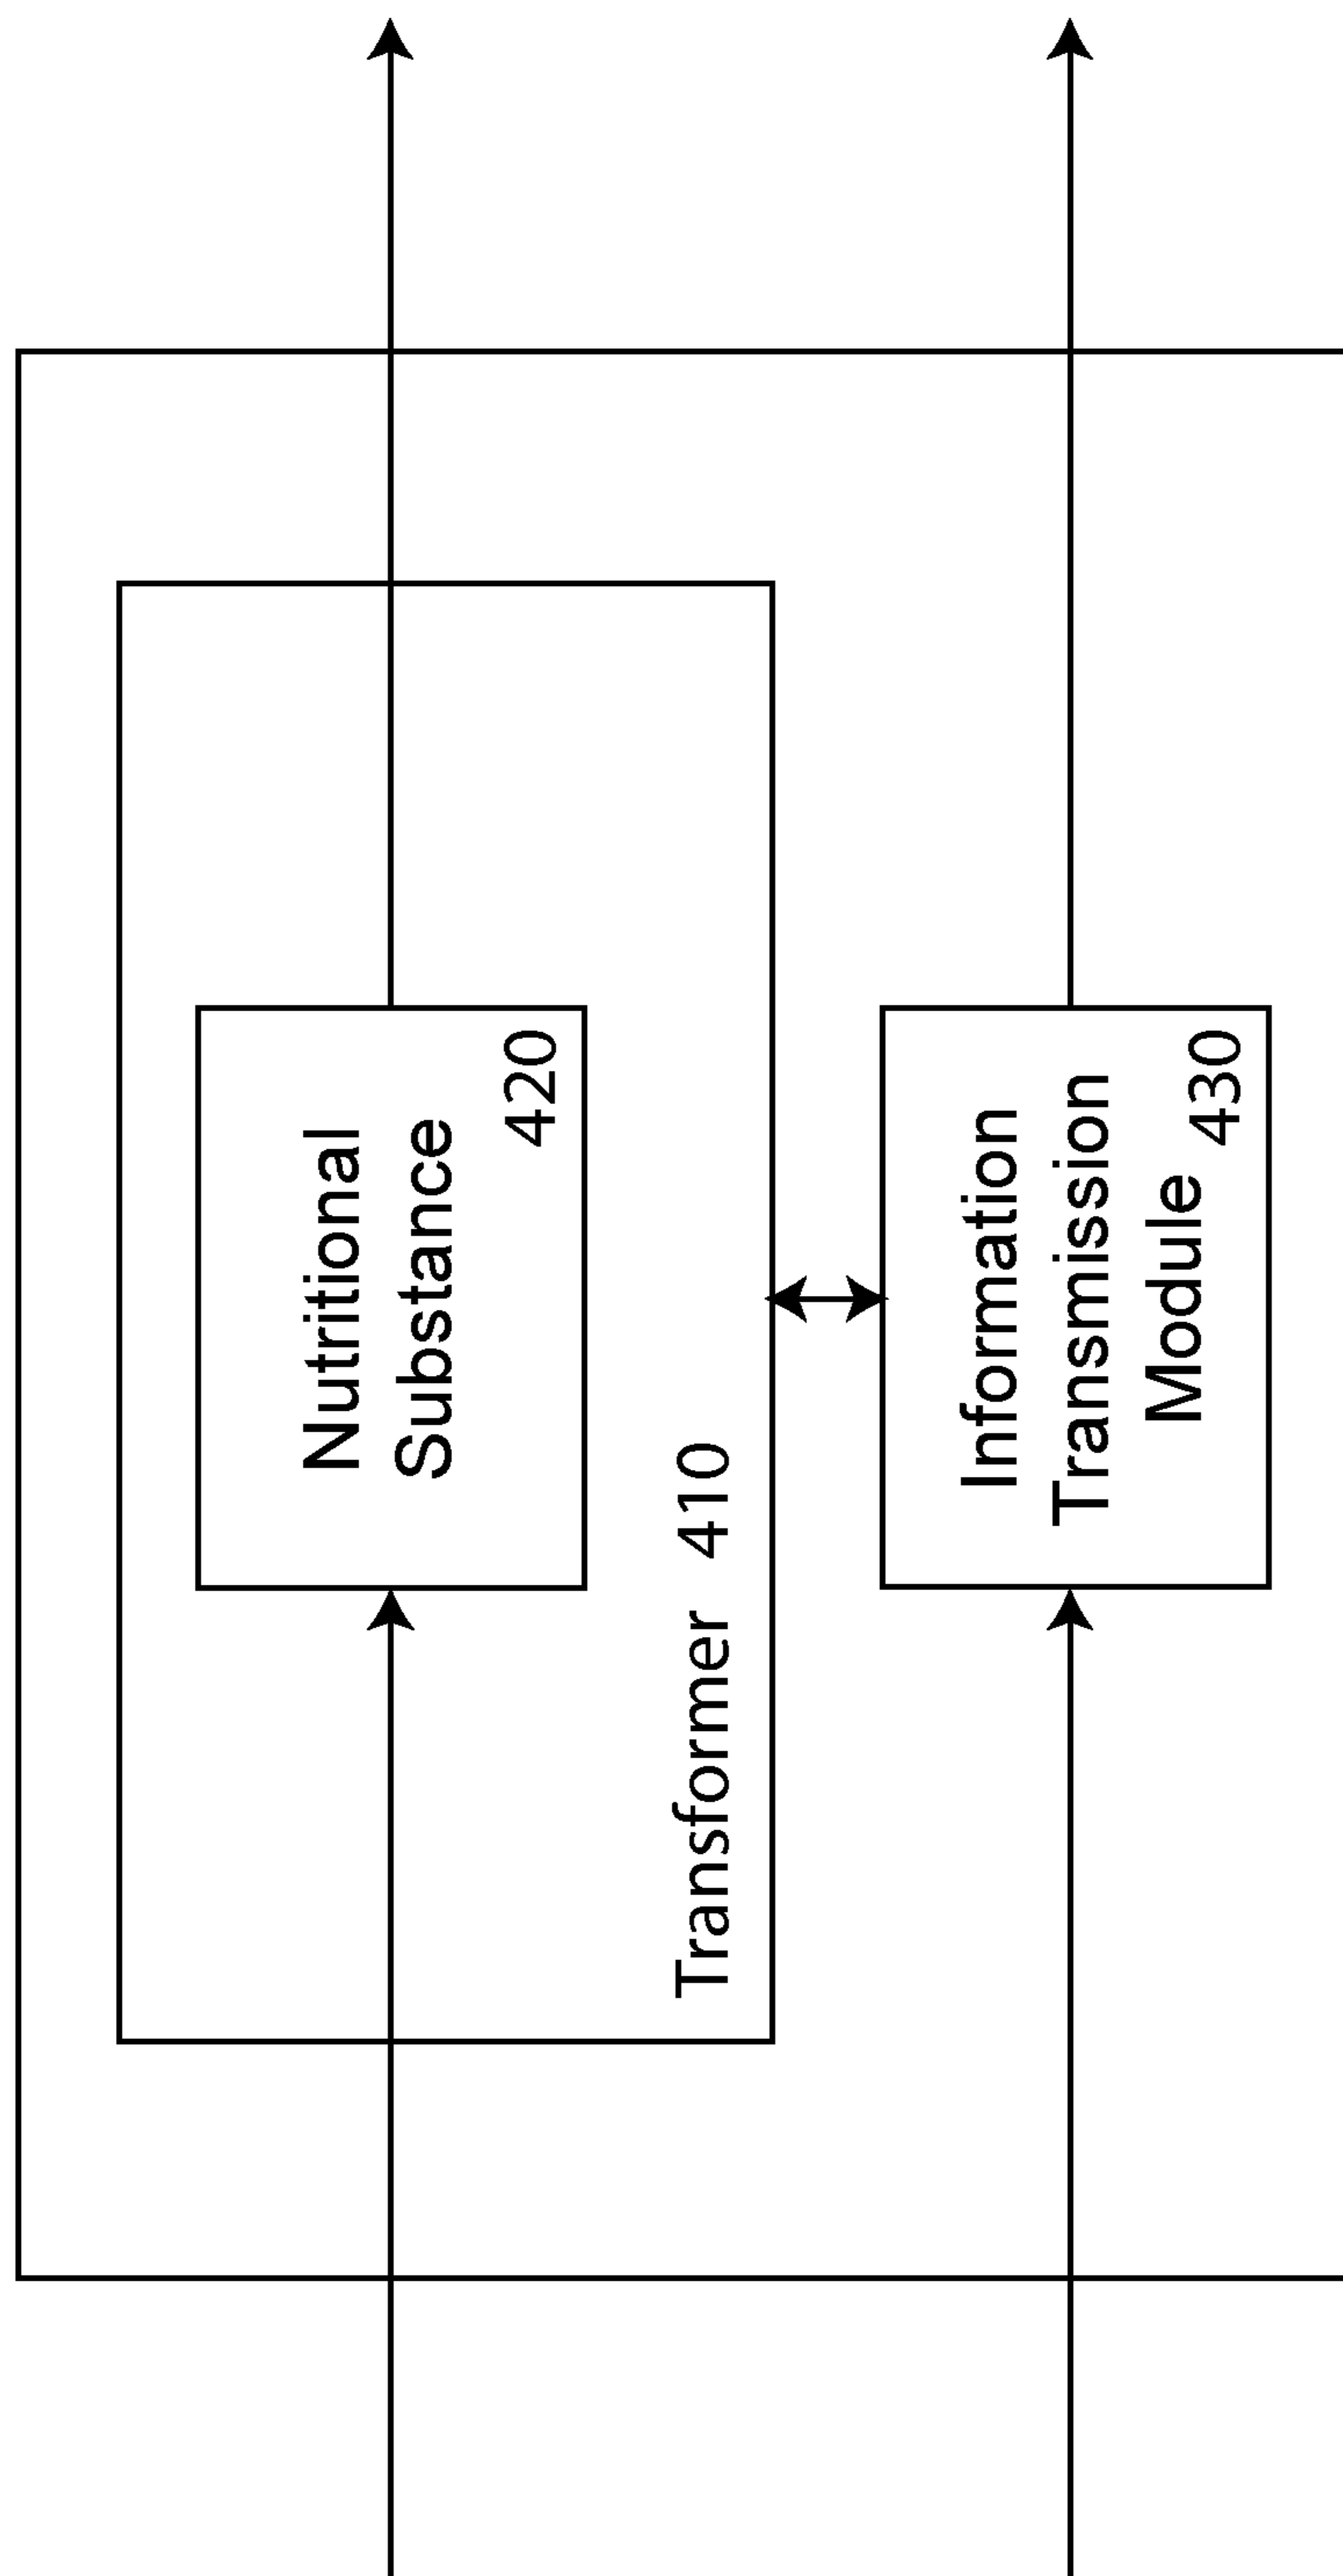 Nutritional
Substance
420
Transformer 410
Information
Transmission
Module 430